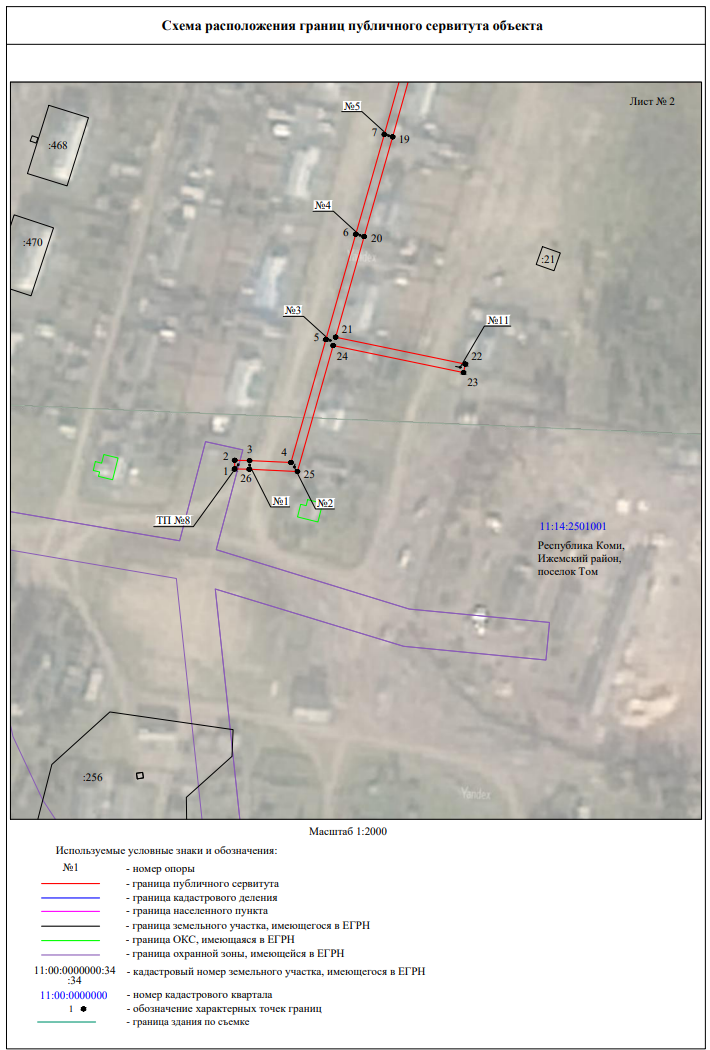 Схема расположения границ публичного сервитута объекта
Лист № 2
№5
7
19
:468
№4
6
20
:470
:21
№3
№11
5
21
24
22
23
2
3
4
1
26
25
№1
№2
ТП №8
11:14:2501001
Республика Коми,
Ижемский район,
поселок Том
:256
Yandex
Масштаб 1:2000
Используемые условные знаки и обозначения:
№1 - номер опоры
- граница публичного сервитута
- граница кадастрового деления
- граница населенного пункта
- граница земельного участка, имеющегося в ЕГРН
- граница ОКС, имеющаяся в ЕГРН
- граница охранной зоны, имеющейся в ЕГРН
11:00:0000000:34 - кадастровый номер земельного участка, имеющегося в ЕГРН
:34
11:00:0000000 - номер кадастрового квартала
1 - обозначение характерных точек границ
- граница здания по съемке